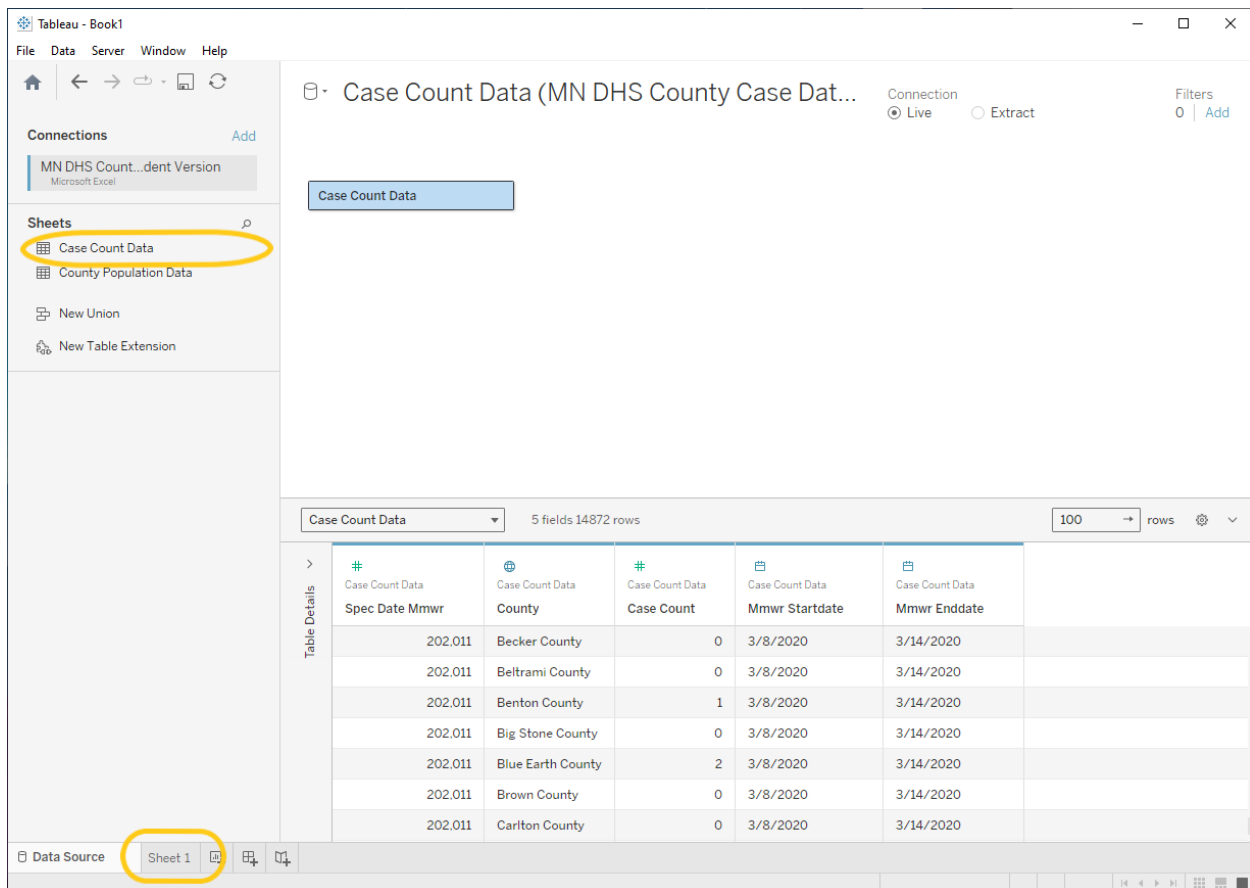 Tableau - Book1
File Data Server Window Help
Connections Add
MN DHS Count...dent Version
Microsoft Excel
Sheets
Case Count Data
County Population Data
New Union
New Table Extension
Case Count Data (MN DHS County Case Dat...
Connection
Live Extract
Filters
0 Add
Case Count Data
Case Count Data 5 fields 14872 rows 100 → rows
Table Details
# #
Case Count Data Case Count Data Case Count Data Case Count Data Case Count Data
Spec Date Mmwr County Case Count Mmwr Startdate Mmwr Enddate
202,011 Becker County 0 3/8/2020 3/14/2020
202,011 Beltrami County 0 3/8/2020 3/14/2020
202,011 Benton County 1 3/8/2020 3/14/2020
202,011 Big Stone County 0 3/8/2020 3/14/2020
202,011 Blue Earth County 2 3/8/2020 3/14/2020
202,011 Brown County 0 3/8/2020 3/14/2020
202,011 Carlton County 0 3/8/2020 3/14/2020
Data Source Sheet 1